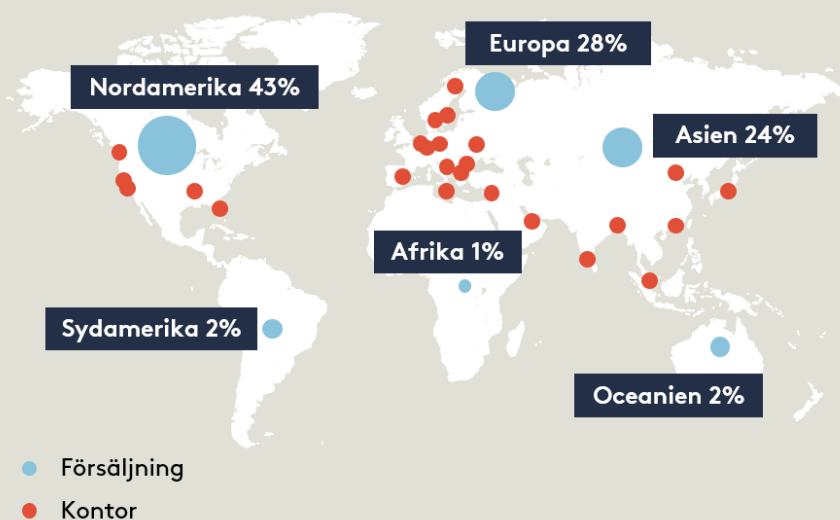 Europa 28%
Nordamerika 43%
Asien 24%
Afrika 1%
Sydamerika 2%
Oceanien 2%
Försäljning
Kontor